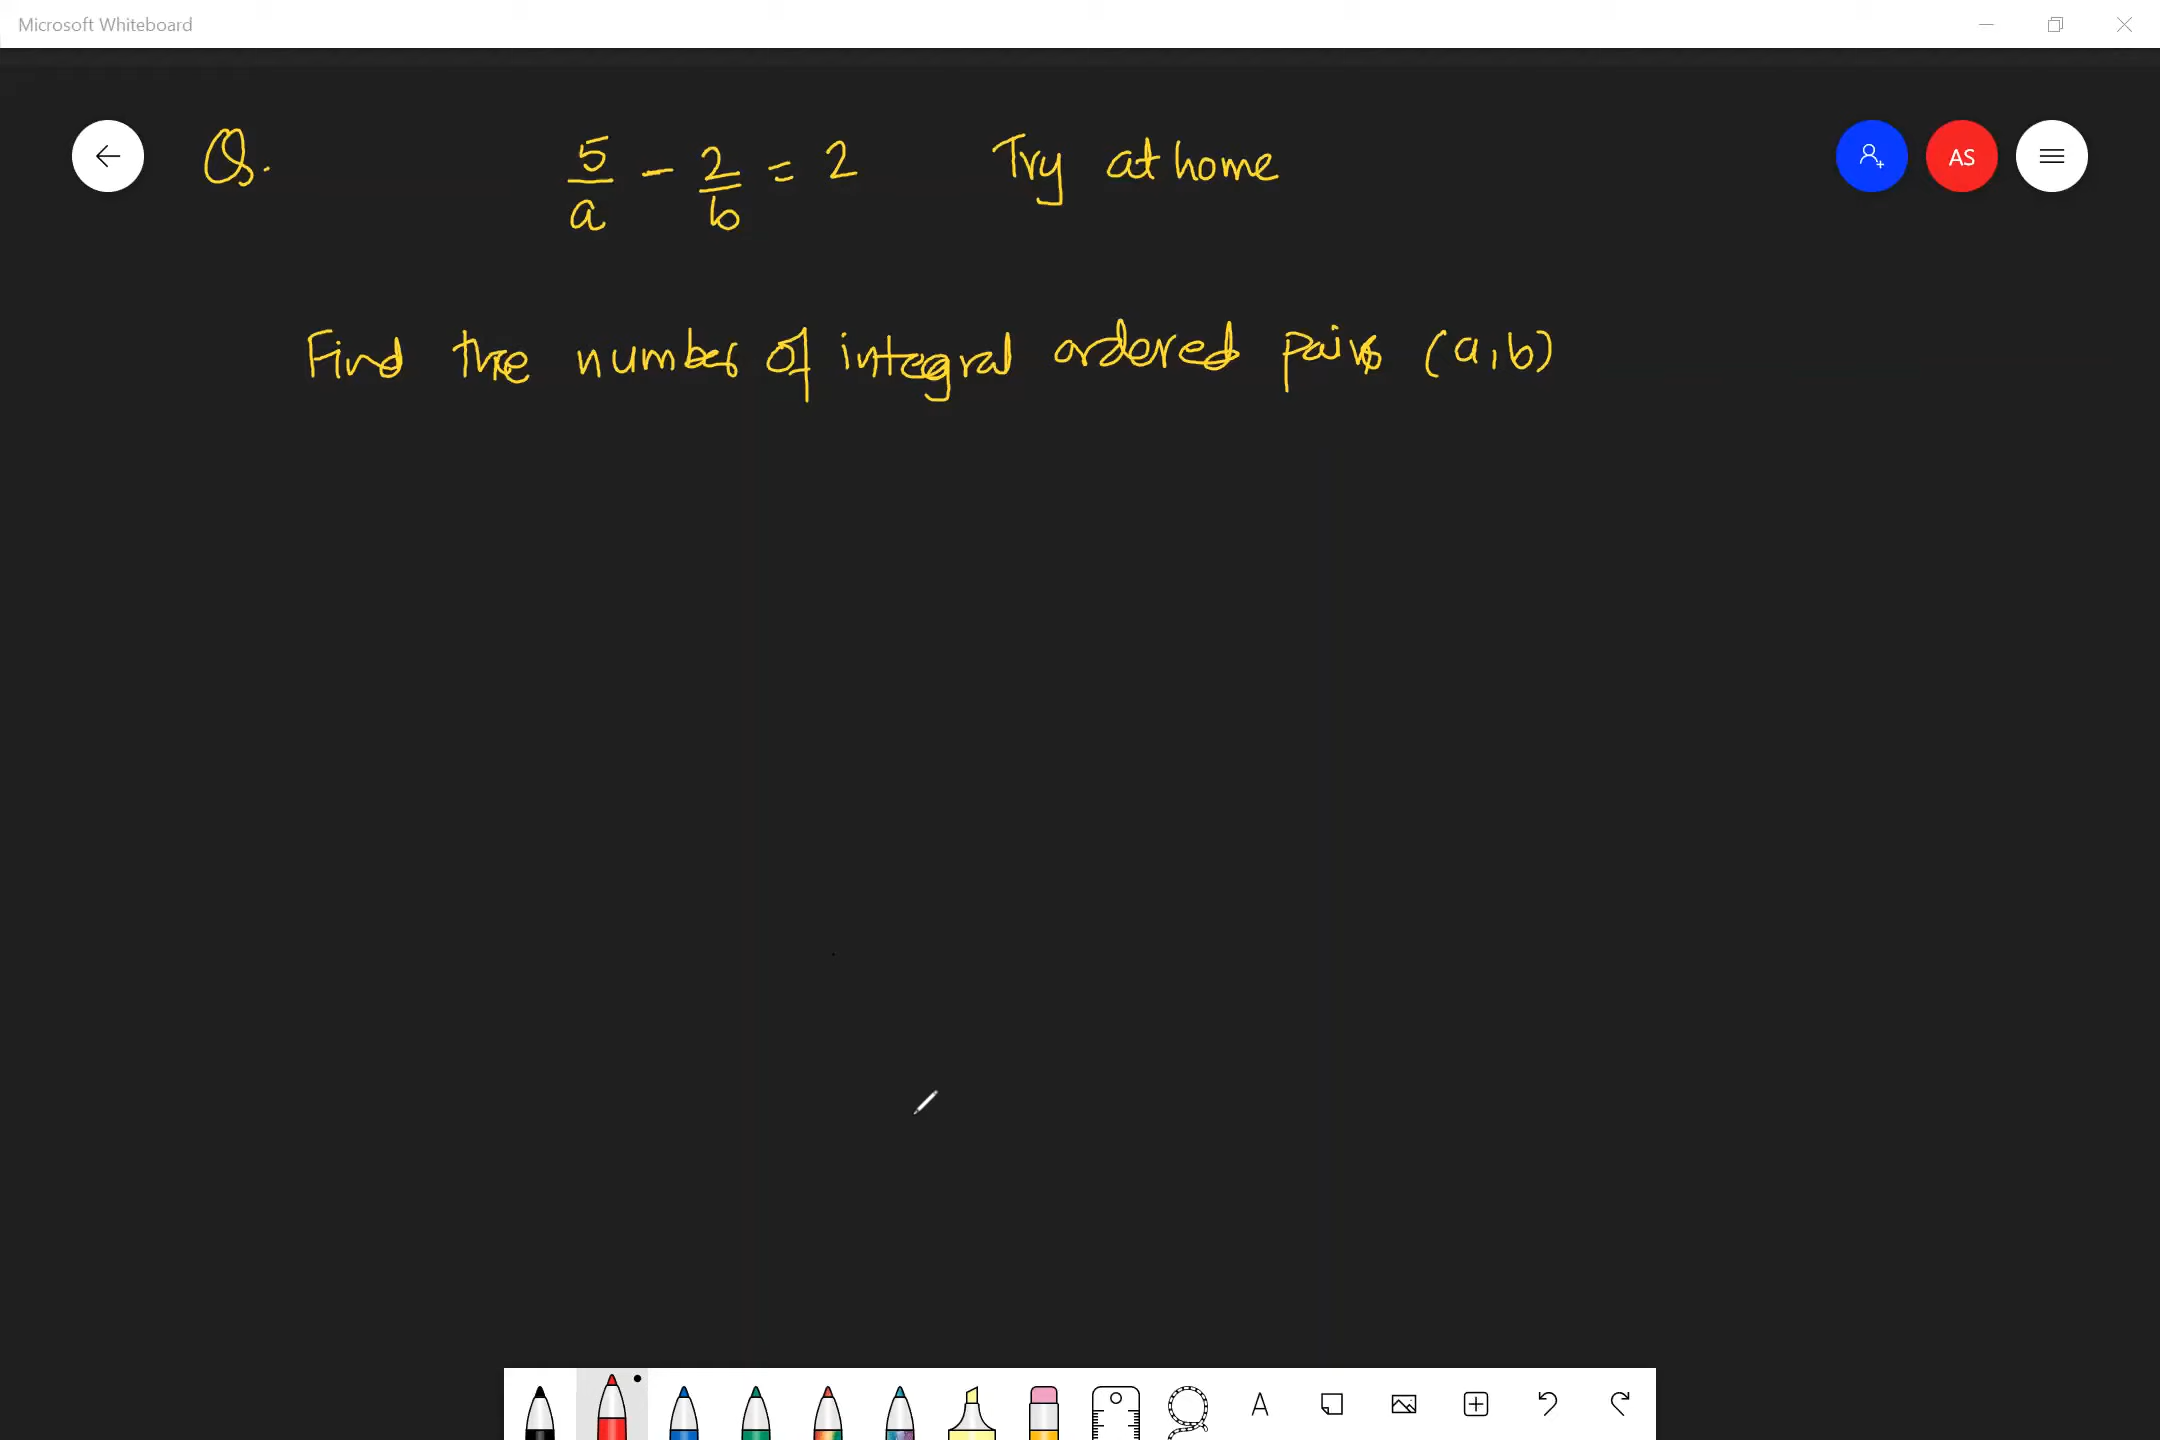 Microsoft Whiteboard
Q. 5/a - 2/b = 2 Try at home
AS
Find the number of integral ordered pairs (a,b)
A